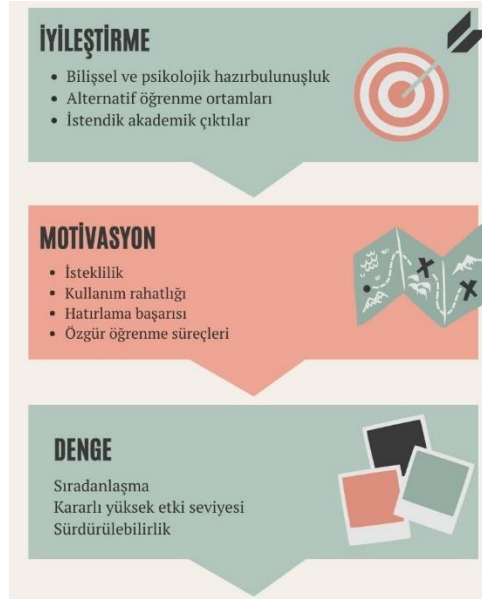 İYİLEŞTİRME
• Bilişsel ve psikolojik hazırbulunuşluk
• Alternatif öğrenme ortamları
• İstendik akademik çıktılar
MOTİVASYON
• İsteklilik
• Kullanım rahatlığı
• Hatırlama başarısı
• Özgür öğrenme süreçleri
DENGE
Sıradanlaşma
Kararlı yüksek etki seviyesi
Sürdürülebilirlik